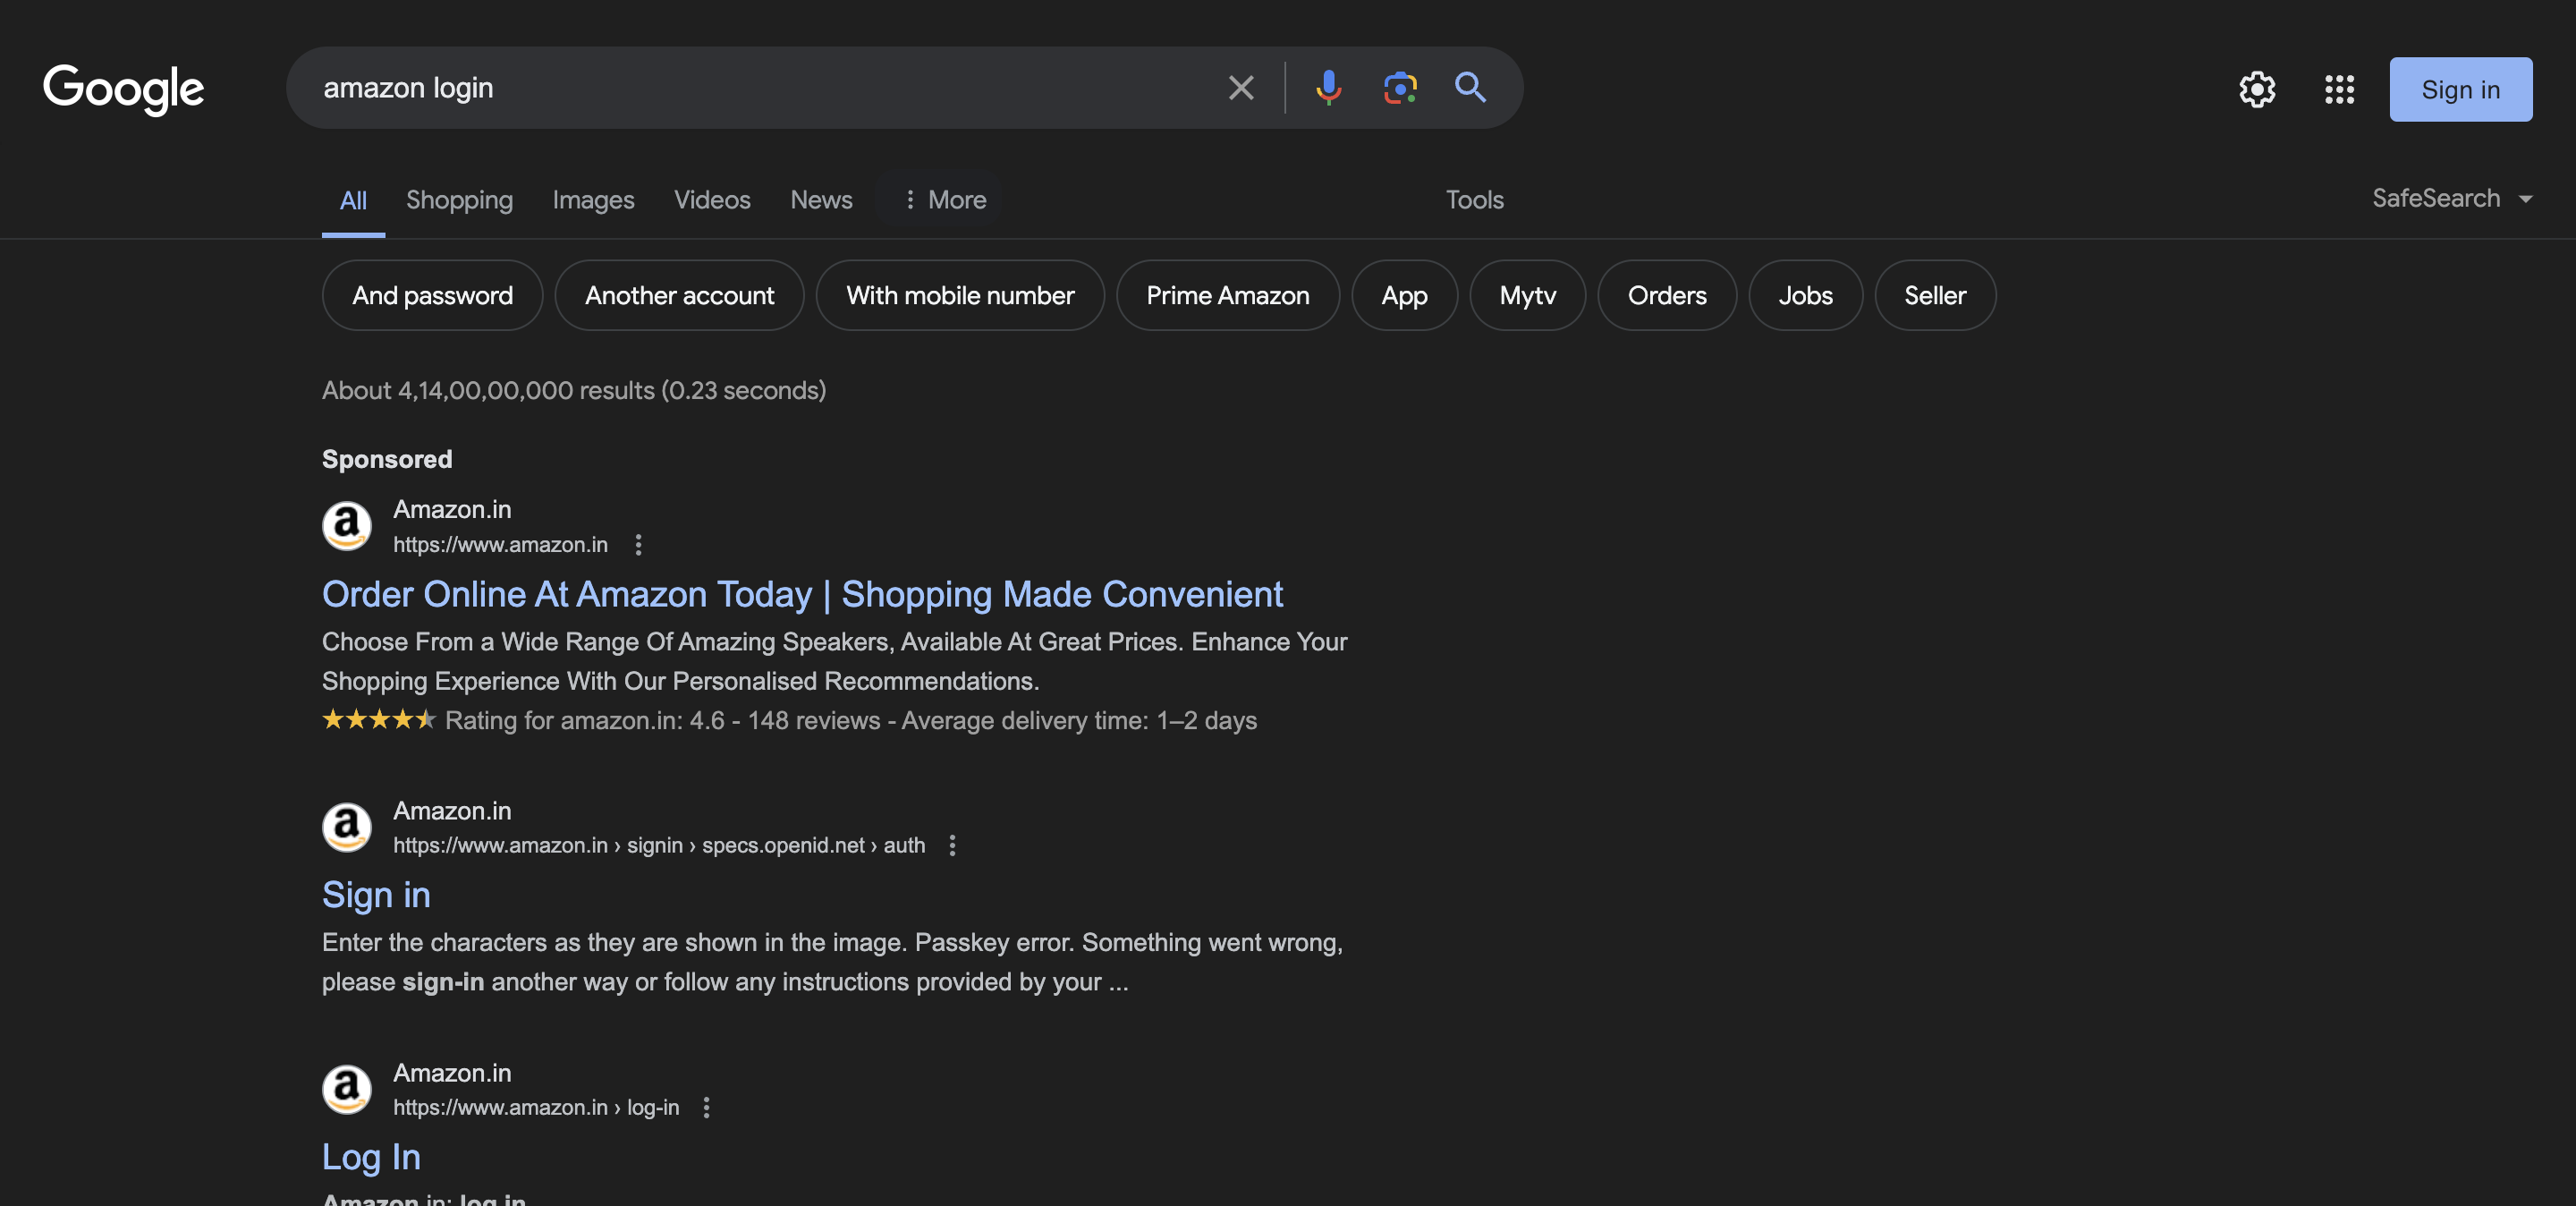 Google
amazon login
Sign in
All
Shopping
Images
Videos
News
More
Tools
SafeSearch
And password
Another account
With mobile number
Prime Amazon
App
Mytv
Orders
Jobs
Seller
About 4,14,00,00,000 results (0.23 seconds)
Sponsored
a
Amazon.in
https://www.amazon.in
Order Online At Amazon Today | Shopping Made Convenient
Choose From a Wide Range Of Amazing Speakers, Available At Great Prices. Enhance Your
Shopping Experience With Our Personalised Recommendations.
Rating for amazon.in: 4.6 - 148 reviews - Average delivery time: 1–2 days
a
Amazon.in
https://www.amazon.in › signin › specs.openid.net › auth
Sign in
Enter the characters as they are shown in the image. Passkey error. Something went wrong,
please sign-in another way or follow any instructions provided by your ...
a
Amazon.in
https://www.amazon.in › log-in
Log In
Amazon in: log in